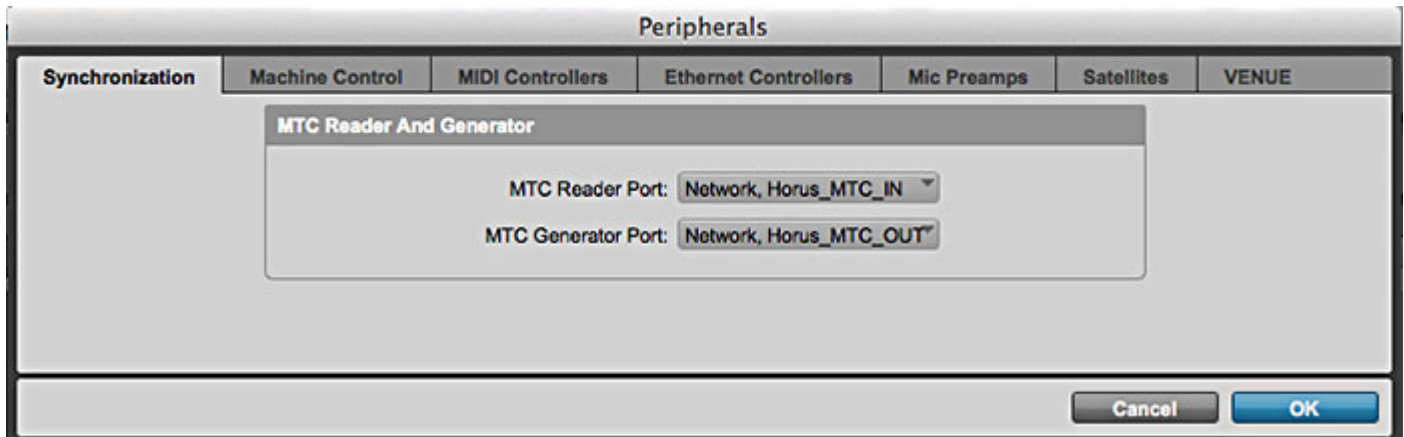 Peripherals
Synchronization Machine Control MIDI Controllers Ethernet Controllers Mic Preamps Satellites VENUE
MTC Reader And Generator
MTC Reader Port: Network, Horus_MTC_IN
MTC Generator Port: Network, Horus_MTC_OUT
Cancel OK